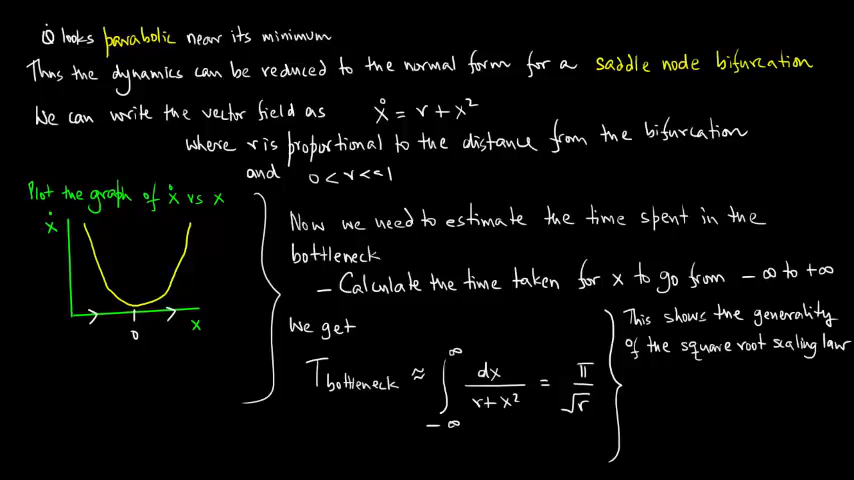 θ̇ looks parabolic near its minimum
Thus the dynamics can be reduced to the normal form for a saddle node bifurcation
We can write the vector field as ẋ = r + x²
where r is proportional to the distance from the bifurcation
and 0 < r << 1
Plot the graph of ẋ vs x
ẋ
x
0
Now we need to estimate the time spent in the
bottleneck
- Calculate the time taken for x to go from -∞ to +∞
We get
T bottleneck ≈ ∫_{-∞}^{∞} dx / (r + x²) = π / √r
This shows the generality
of the square root scaling law